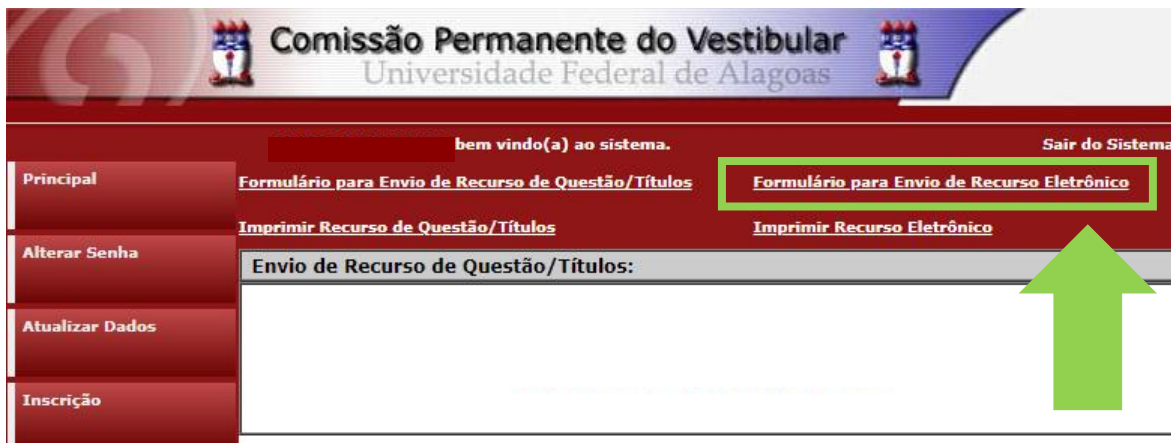 Comissão Permanente do Vestibular
Universidade Federal de Alagoas
bem vindo(a) ao sistema.
Sair do Sistema
Principal
Formulário para Envio de Recurso de Questão/Títulos
Formulário para Envio de Recurso Eletrônico
Imprimir Recurso de Questão/Títulos
Imprimir Recurso Eletrônico
Alterar Senha
Envio de Recurso de Questão/Títulos:
Atualizar Dados
Inscrição